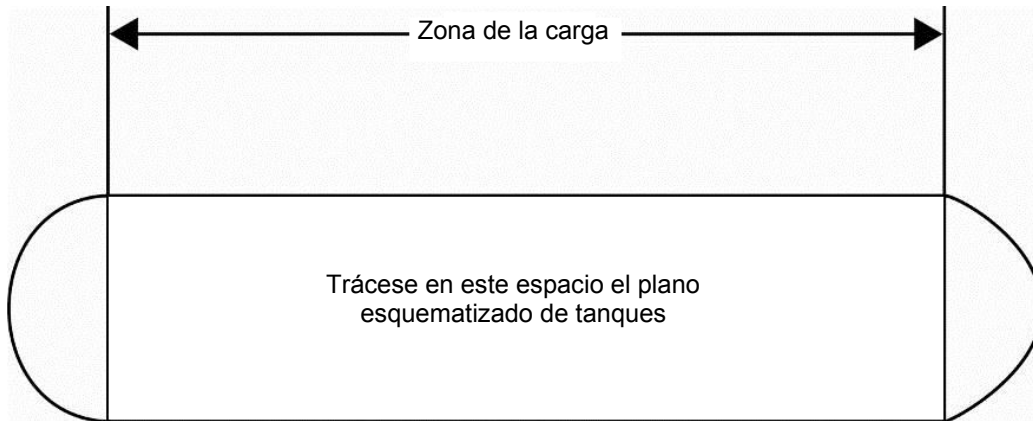 Zona de la carga
Trácese en este espacio el plano
esquematizado de tanques